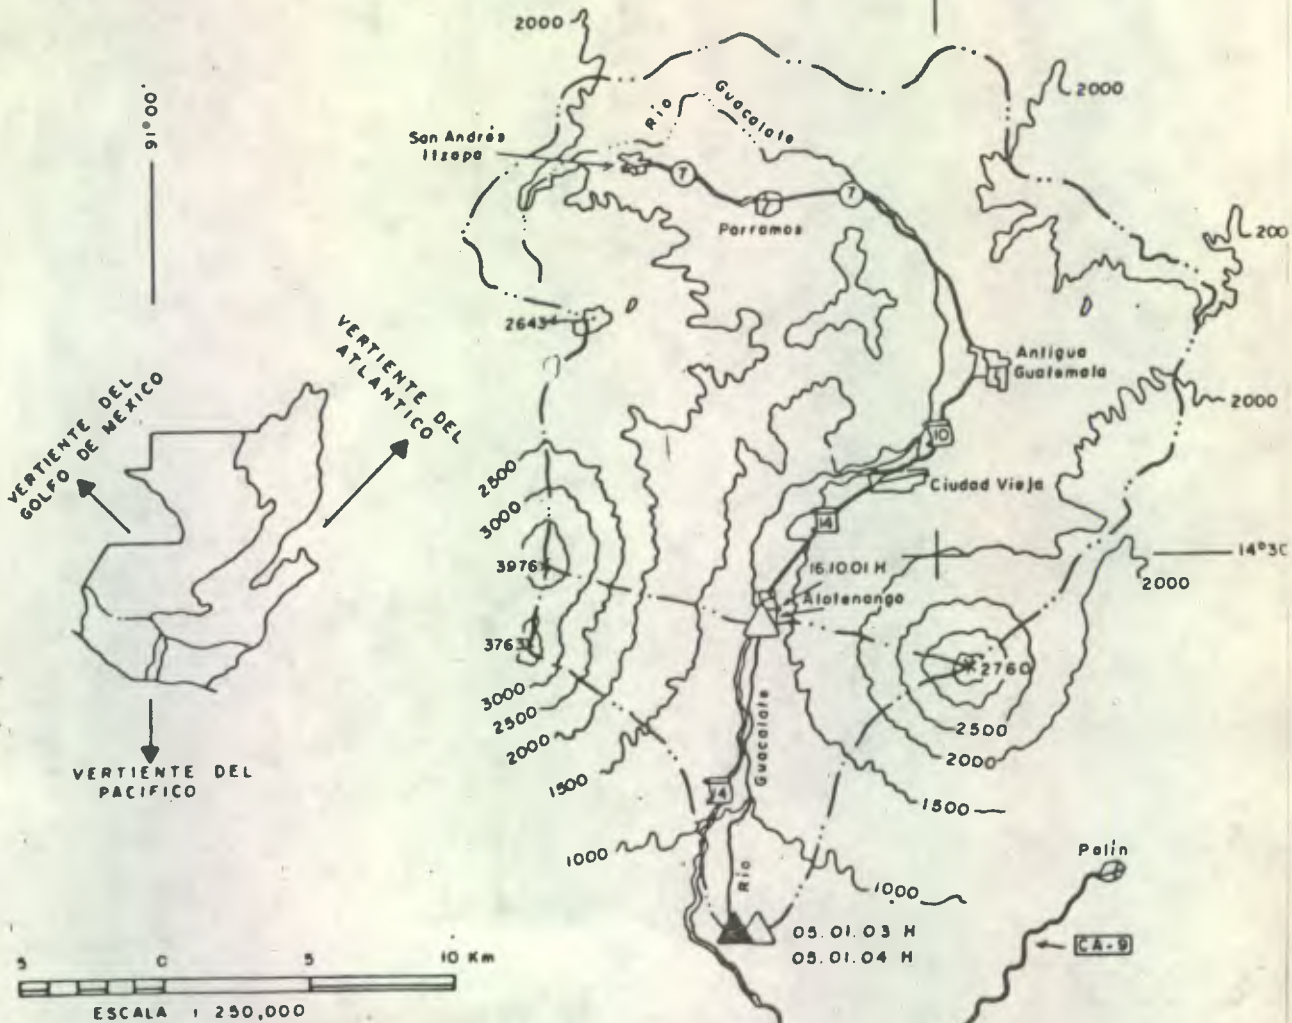 2000
2000
91°00'
Río
Guacalate
San Andrés
Itzapa
7
7
Parramos
200
2643
Antigua
Guatemala
VERTIENTE DEL
GOLFO DE MEXICO
VERTIENTE DEL
ATLANTICO
2000
10
2500
Ciudad Vieja
3000
14
14°30
3976
16.10.01 H
2000
Alotenango
3763
2760
3000
2500
2500
2000
2000
Guacalate
1500
14
1500
VERTIENTE DEL
PACIFICO
1000
Río
1000
Palín
05.01.03 H
05.01.04 H
CA-9
5 0 5 10 Km
ESCALA 1 250,000